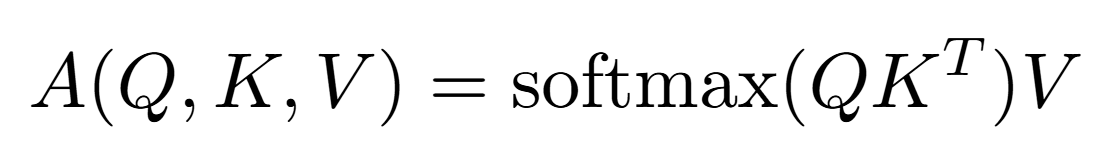 A(Q, K, V) = softmax(QK^T)V